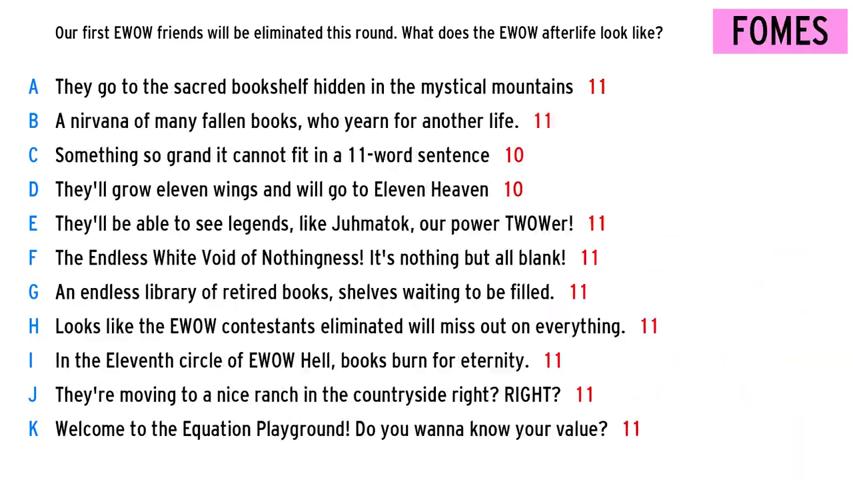 Our first EWOW friends will be eliminated this round. What does the EWOW afterlife look like?
FOMES
A They go to the sacred bookshelf hidden in the mystical mountains 11
B A nirvana of many fallen books, who yearn for another life. 11
C Something so grand it cannot fit in a 11-word sentence 10
D They'll grow eleven wings and will go to Eleven Heaven 10
E They'll be able to see legends, like Juhmatok, our power TWOWer! 11
F The Endless White Void of Nothingness! It's nothing but all blank! 11
G An endless library of retired books, shelves waiting to be filled. 11
H Looks like the EWOW contestants eliminated will miss out on everything. 11
I In the Eleventh circle of EWOW Hell, books burn for eternity. 11
J They're moving to a nice ranch in the countryside right? RIGHT? 11
K Welcome to the Equation Playground! Do you wanna know your value? 11